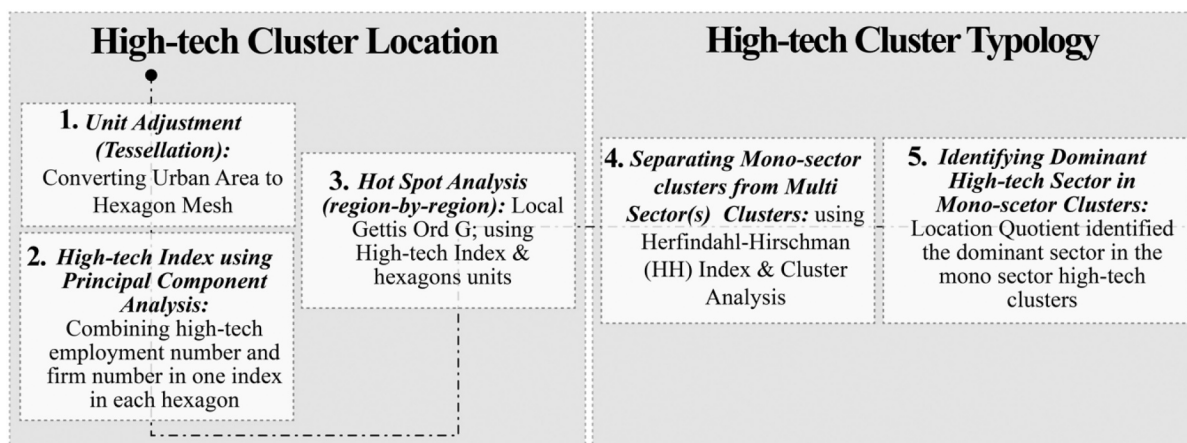 High-tech Cluster Location
1. Unit Adjustment
(Tessellation):
Converting Urban Area to
Hexagon Mesh
2. High-tech Index using
Principal Component
Analysis:
Combining high-tech
employment number and
firm number in one index
in each hexagon
3. Hot Spot Analysis
(region-by-region): Local
Gettis Ord G; using
High-tech Index &
hexagons units
High-tech Cluster Typology
4. Separating Mono-sector
clusters from Multi
Sector(s) Clusters: using
Herfindahl-Hirschman
(HH) Index & Cluster
Analysis
5. Identifying Dominant
High-tech Sector in
Mono-scetor Clusters:
Location Quotient identified
the dominant sector in the
mono sector high-tech
clusters